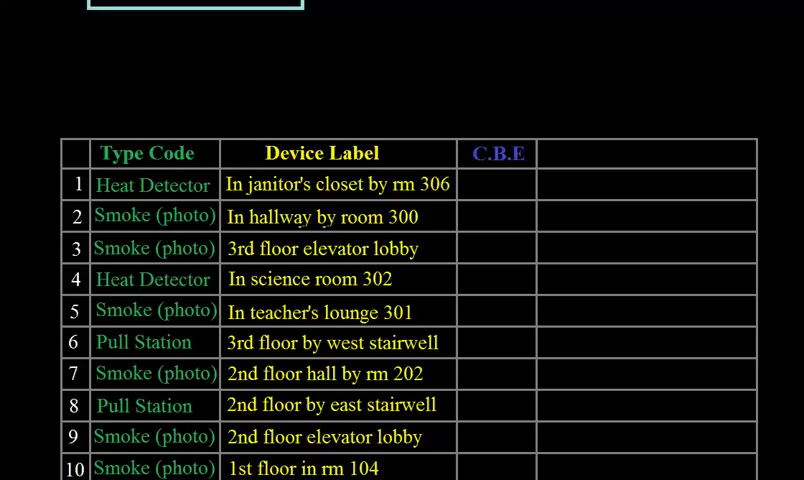 Type Code Device Label C.B.E
1 Heat Detector In janitor's closet by rm 306
2 Smoke (photo) In hallway by room 300
3 Smoke (photo) 3rd floor elevator lobby
4 Heat Detector In science room 302
5 Smoke (photo) In teacher's lounge 301
6 Pull Station 3rd floor by west stairwell
7 Smoke (photo) 2nd floor hall by rm 202
8 Pull Station 2nd floor by east stairwell
9 Smoke (photo) 2nd floor elevator lobby
10 Smoke (photo) 1st floor in rm 104